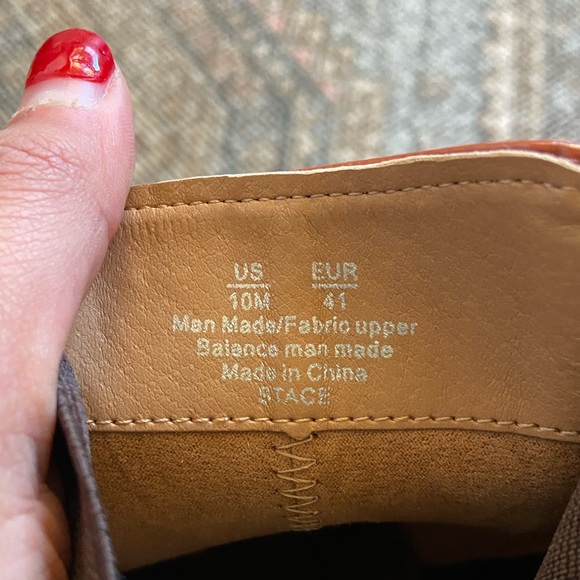 US EUR
10M 41
Man Made/Fabric upper
Balance man made
Made in China
STACE